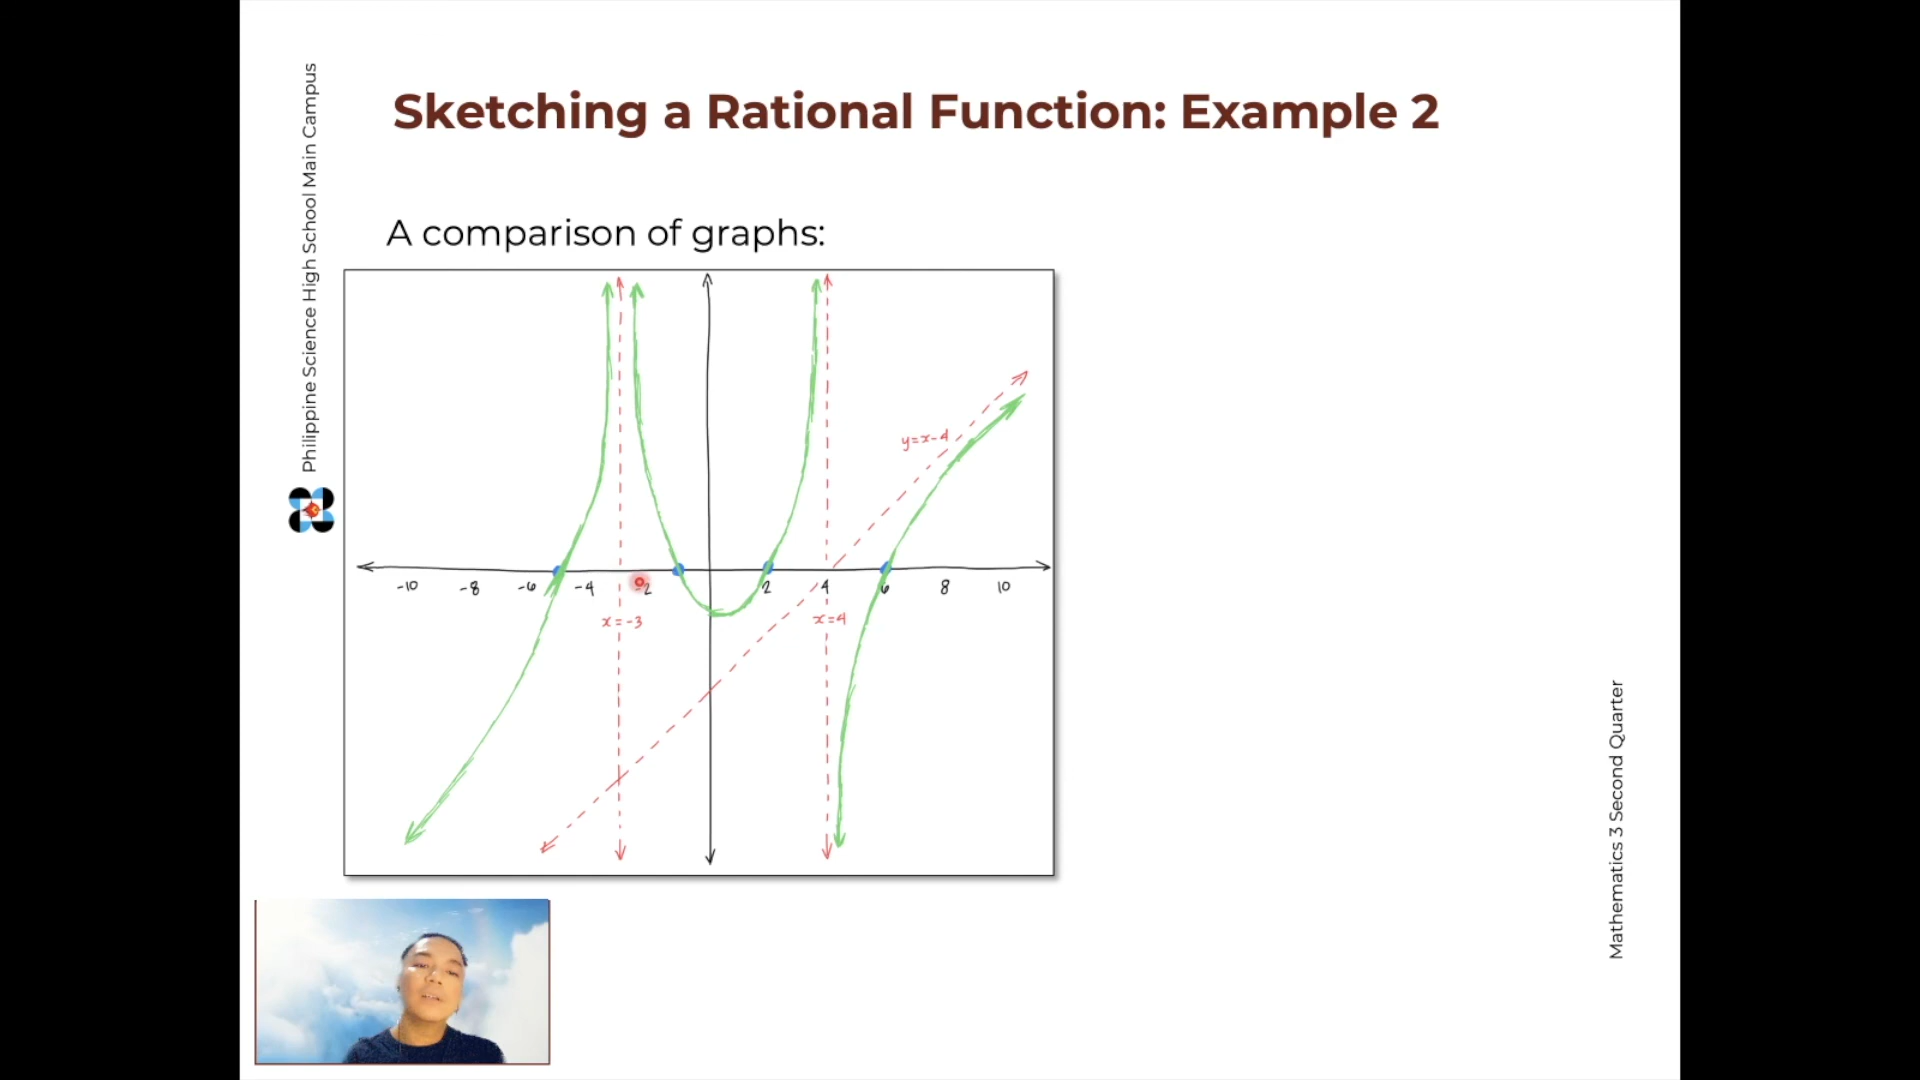 Sketching a Rational Function: Example 2
Philippine Science High School Main Campus
A comparison of graphs:
y=x-4
-10 -8 -6 -4 -2 2 4 6 8 10
x=-3 x=4
Mathematics 3 Second Quarter